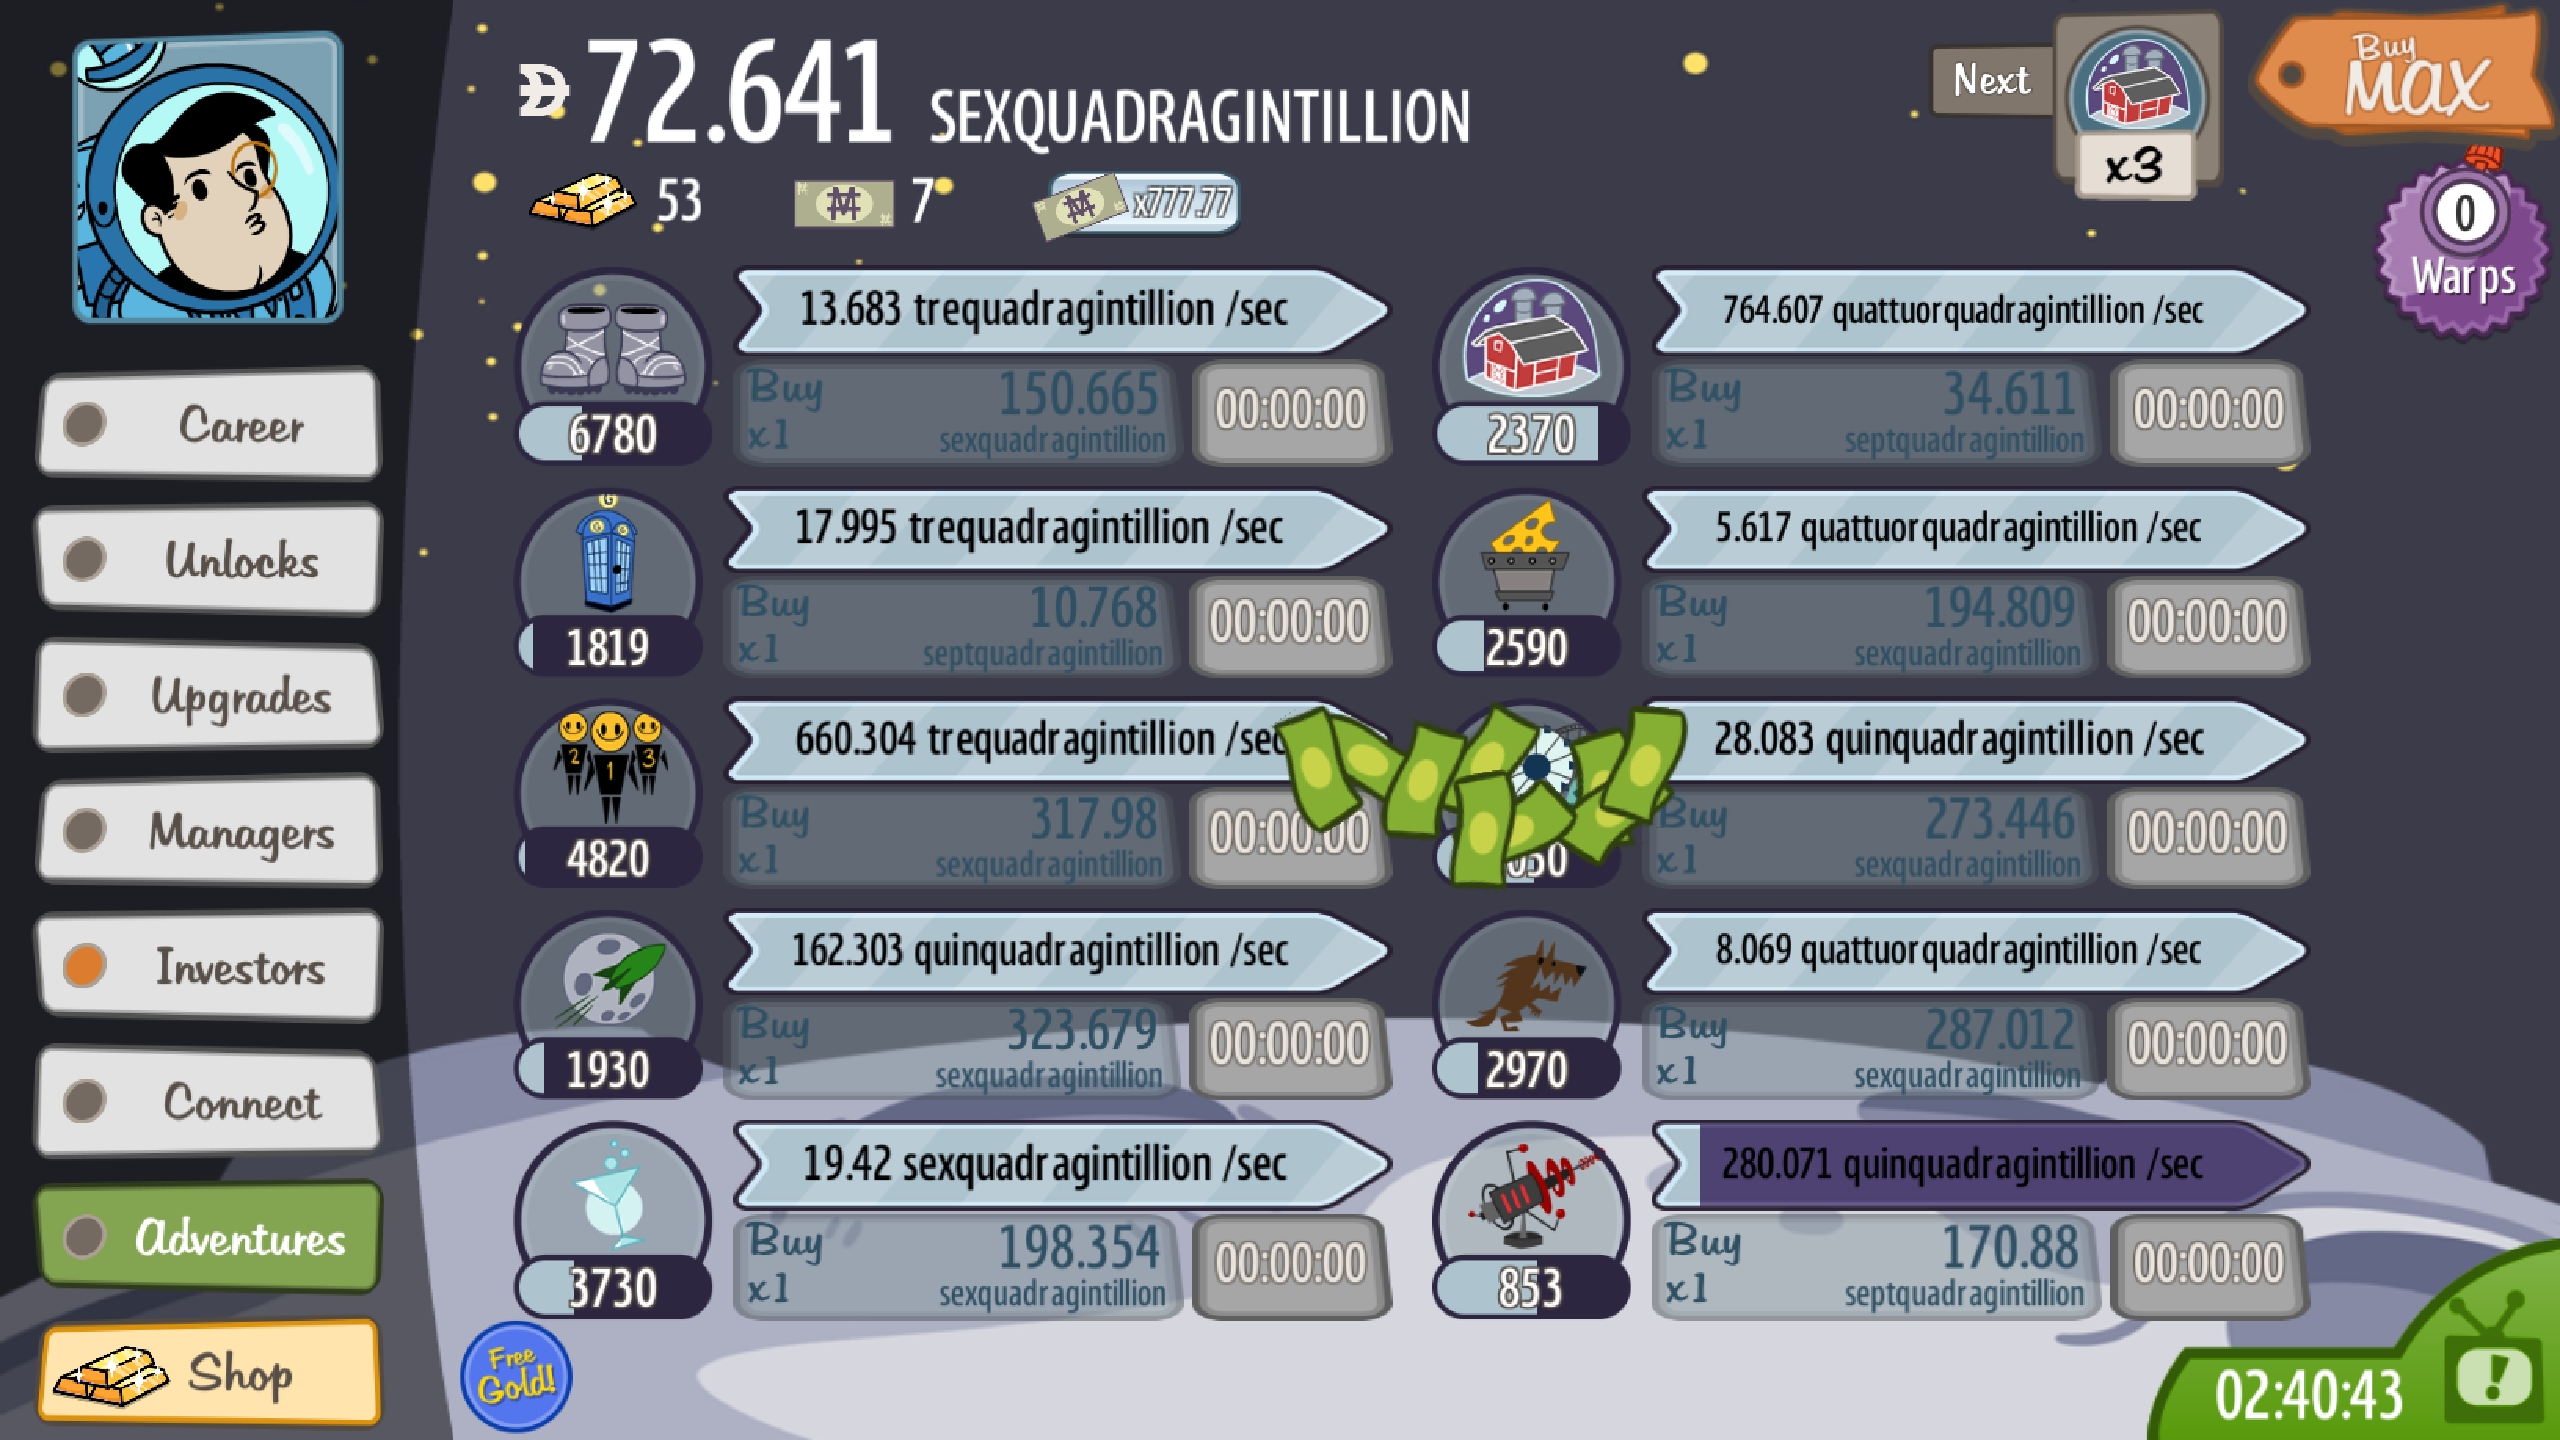 72.641 SEXQUADRAGINTILLION
Next
x3
Buy
MAX
53
7
x777.77
0
Warps
Career
Unlocks
Upgrades
Managers
Investors
Connect
Adventures
Shop
13.683 trequadragintillion /sec
6780
Buy
x1
150.665
sexquadragintillion
00:00:00
764.607 quattuorquadragintillion /sec
2370
Buy
x1
34.611
septquadragintillion
00:00:00
G
17.995 trequadragintillion /sec
1819
Buy
x1
10.768
septquadragintillion
00:00:00
5.617 quattuorquadragintillion /sec
2590
Buy
x1
194.809
sexquadragintillion
00:00:00
2 1 3
660.304 trequadragintillion /sec
4820
Buy
x1
317.98
sexquadragintillion
00:00:00
28.083 quinquadragintillion /sec
Buy
x1
273.446
sexquadragintillion
00:00:00
162.303 quinquadragintillion /sec
1930
Buy
x1
323.679
sexquadragintillion
00:00:00
8.069 quattuorquadragintillion /sec
2970
Buy
x1
287.012
sexquadragintillion
00:00:00
19.42 sexquadragintillion /sec
3730
Buy
x1
198.354
sexquadragintillion
00:00:00
280.071 quinquadragintillion /sec
853
Buy
x1
170.88
septquadragintillion
00:00:00
Free
Gold!
02:40:43
!